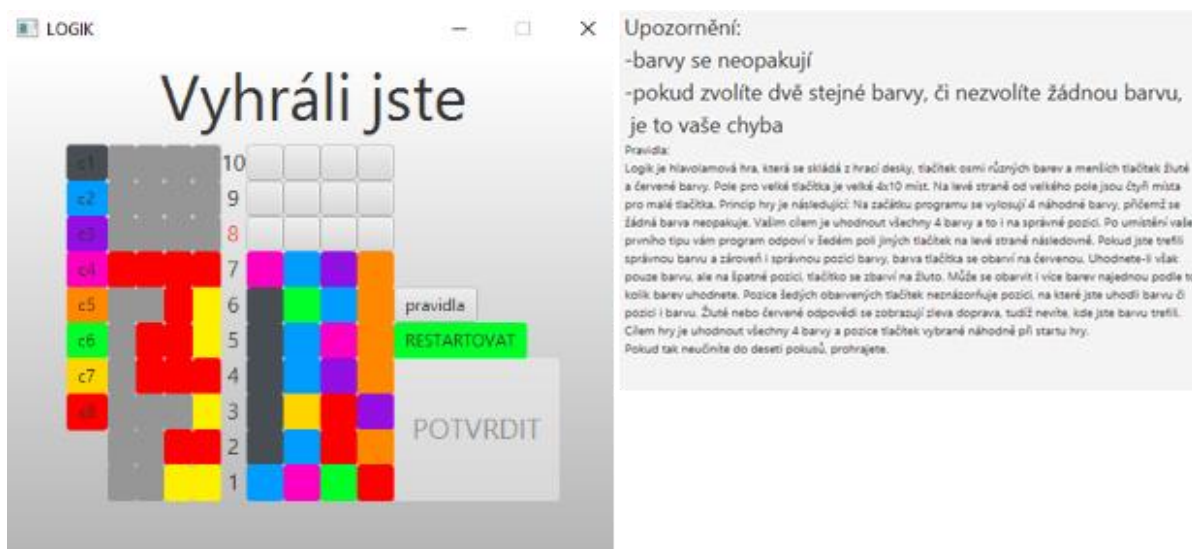 LOGIK
Vyhráli jste
c1
10
c2
9
c3
8
c4
7
c5
6
pravidla
c6
5
RESTARTOVAT
c7
4
c8
3
POTVRDIT
2
1
Upozornění:
-barvy se neopakují
-pokud zvolíte dvě stejné barvy, či nezvolíte žádnou barvu,
je to vaše chyba
Pravidla:
Logik je hlavolamová hra, která se skládá z hrací desky, tlačítek osmi různých barev a menších tlačítek žluté
a červené barvy. Pole pro velké tlačítka je velké 4x10 míst. Na levé straně od velkého pole jsou čtyři místa
pro malé tlačítka. Princip hry je následující: Na začátku programu se vylosují 4 náhodné barvy, přičemž se
žádná barva neopakuje. Vašim cílem je uhodnout všechny 4 barvy a to i na správné pozici. Po umístění vaše
prvního tipu vám program odpoví v šedém poli jiných tlačítek na levé straně následovně. Pokud jste trefili
správnou barvu a zároveň i správnou pozici barvy, barva tlačítka se obarví na červenou. Uhodnete-li však
pouze barvu, ale na špatné pozici, tlačítko se zbarví na žluto. Může se obarvit i více barev najednou podle to
kolik barev uhodnete. Pozice šedých obarvených tlačítek neznázorňuje pozici, na které jste uhodli barvu či
pozici i barvu. Žluté nebo červené odpovědi se zobrazují zleva doprava, tudíž nevíte, kde jste barvu trefili.
Cílem hry je uhodnout všechny 4 barvy a pozice tlačítek vybrané náhodně při startu hry.
Pokud tak neučiníte do deseti pokusů, prohrajete.